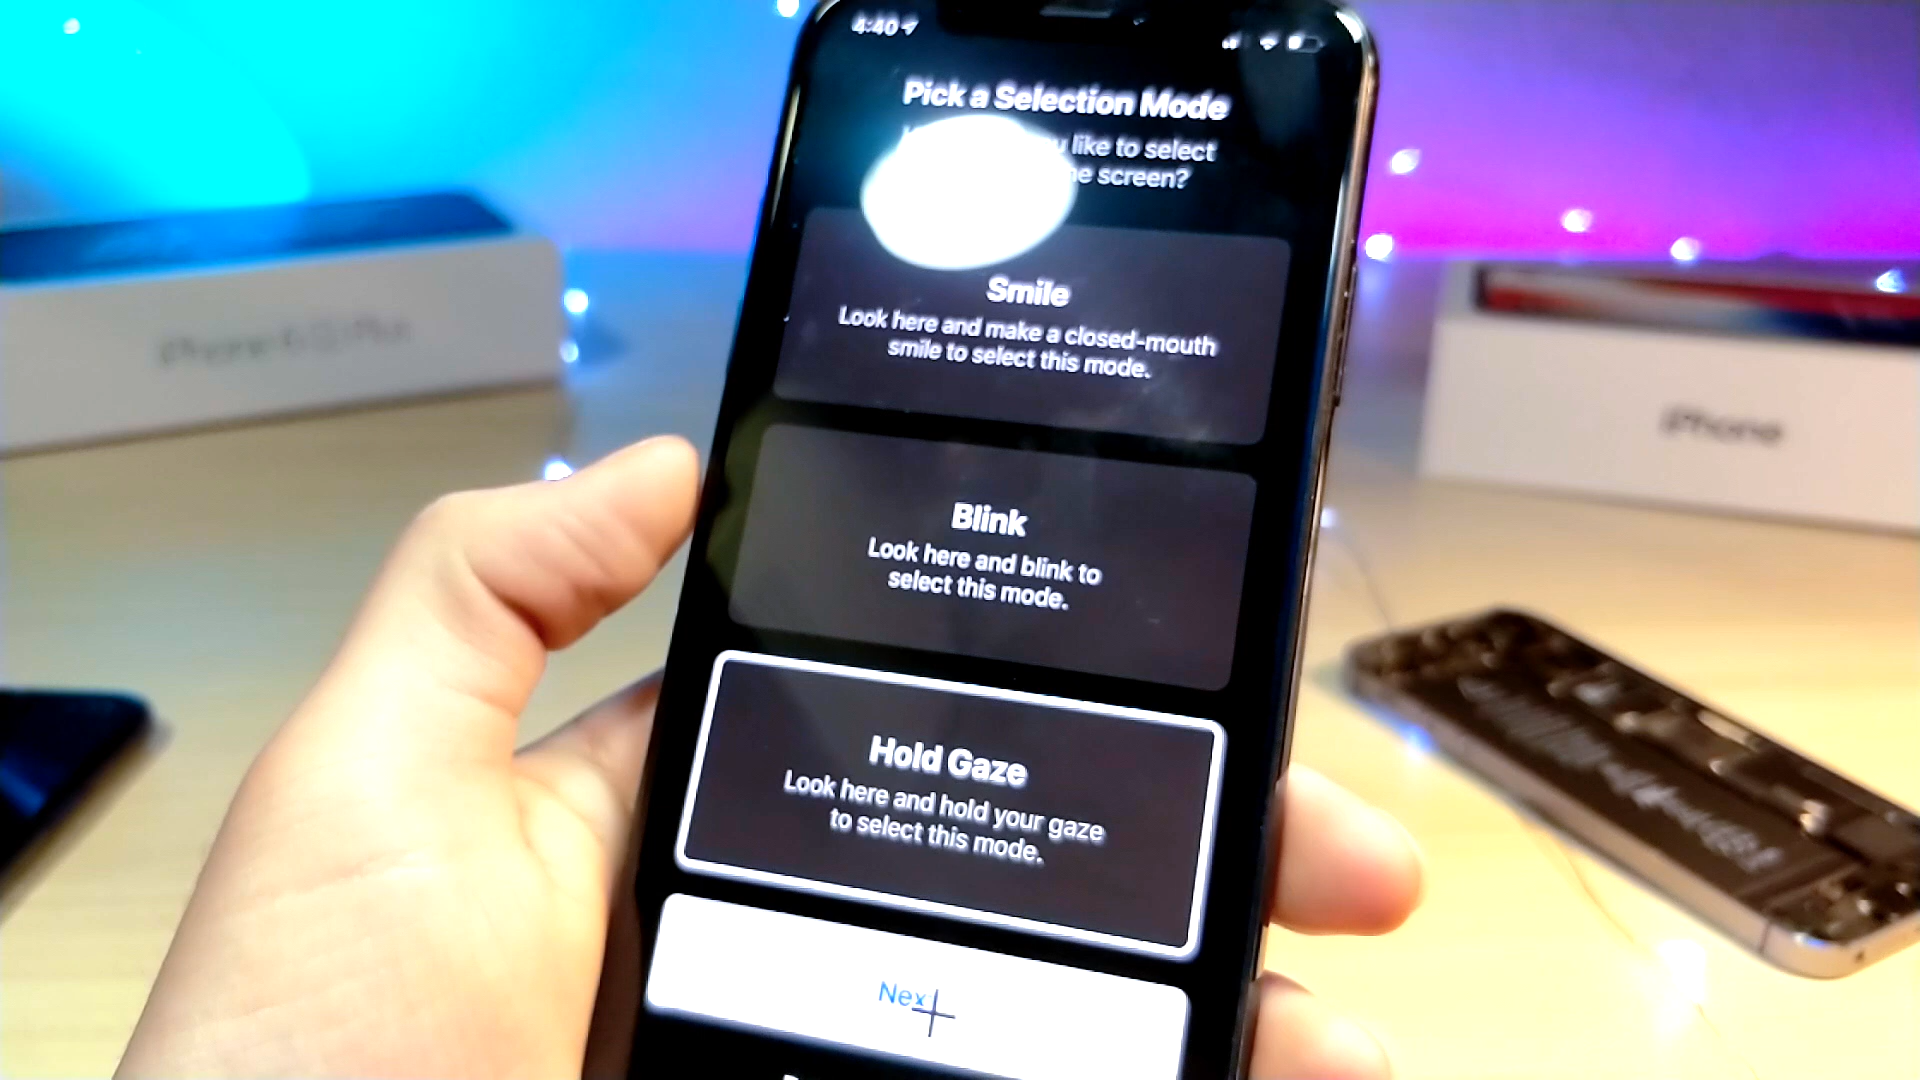 4:40
Pick a Selection Mode
like to select
screen?
Smile
Look here and make a closed-mouth
smile to select this mode.
Blink
Look here and blink to
select this mode.
Hold Gaze
Look here and hold your gaze
to select this mode.
Nex
iPhone